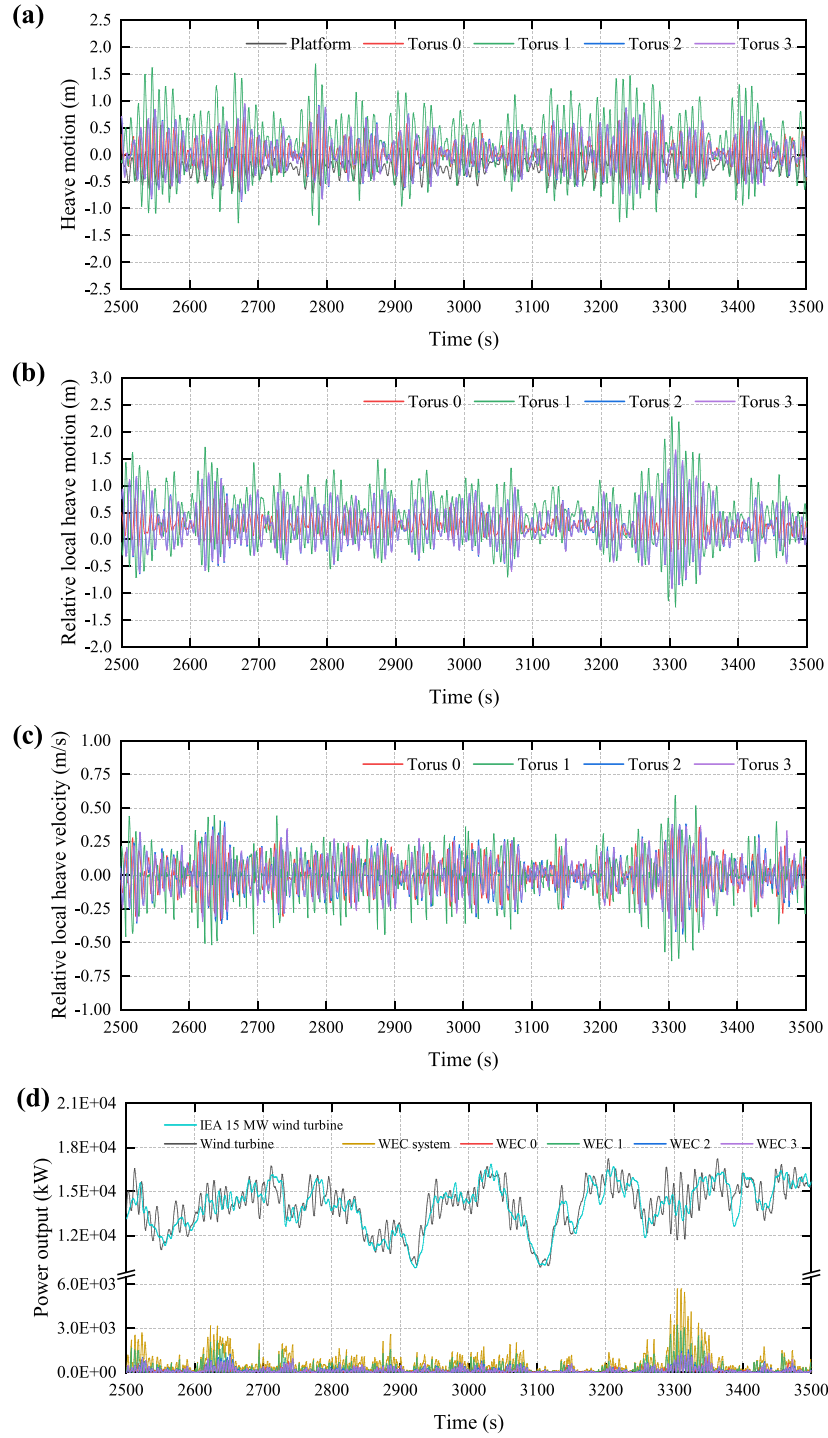 (a)
Heave motion (m)
Platform Torus 0 Torus 1 Torus 2 Torus 3
2.5
2.0
1.5
1.0
0.5
0.0
-0.5
-1.0
-1.5
-2.0
2.5
2500 2600 2700 2800 2900 3000 3100 3200 3300 3400 3500
Time (s)
(b)
Relative local heave motion (m)
Torus 0 Torus 1 Torus 2 Torus 3
3.0
2.5
2.0
1.5
1.0
0.5
0.0
-0.5
-1.0
-1.5
-2.0
2500 2600 2700 2800 2900 3000 3100 3200 3300 3400 3500
Time (s)
(c)
Relative local heave velocity (m/s)
Torus 0 Torus 1 Torus 2 Torus 3
1.00
0.75
0.50
0.25
0.00
-0.25
-0.50
-0.75
-1.00
2500 2600 2700 2800 2900 3000 3100 3200 3300 3400 3500
Time (s)
(d)
Power output (kW)
IEA 15 MW wind turbine
Wind turbine WEC system WEC 0 WEC 1 WEC 2 WEC 3
2.1E+04
1.8E+04
1.5E+04
1.2E+04
6.0E+03
3.0E+03
0.0E+00
2500 2600 2700 2800 2900 3000 3100 3200 3300 3400 3500
Time (s)